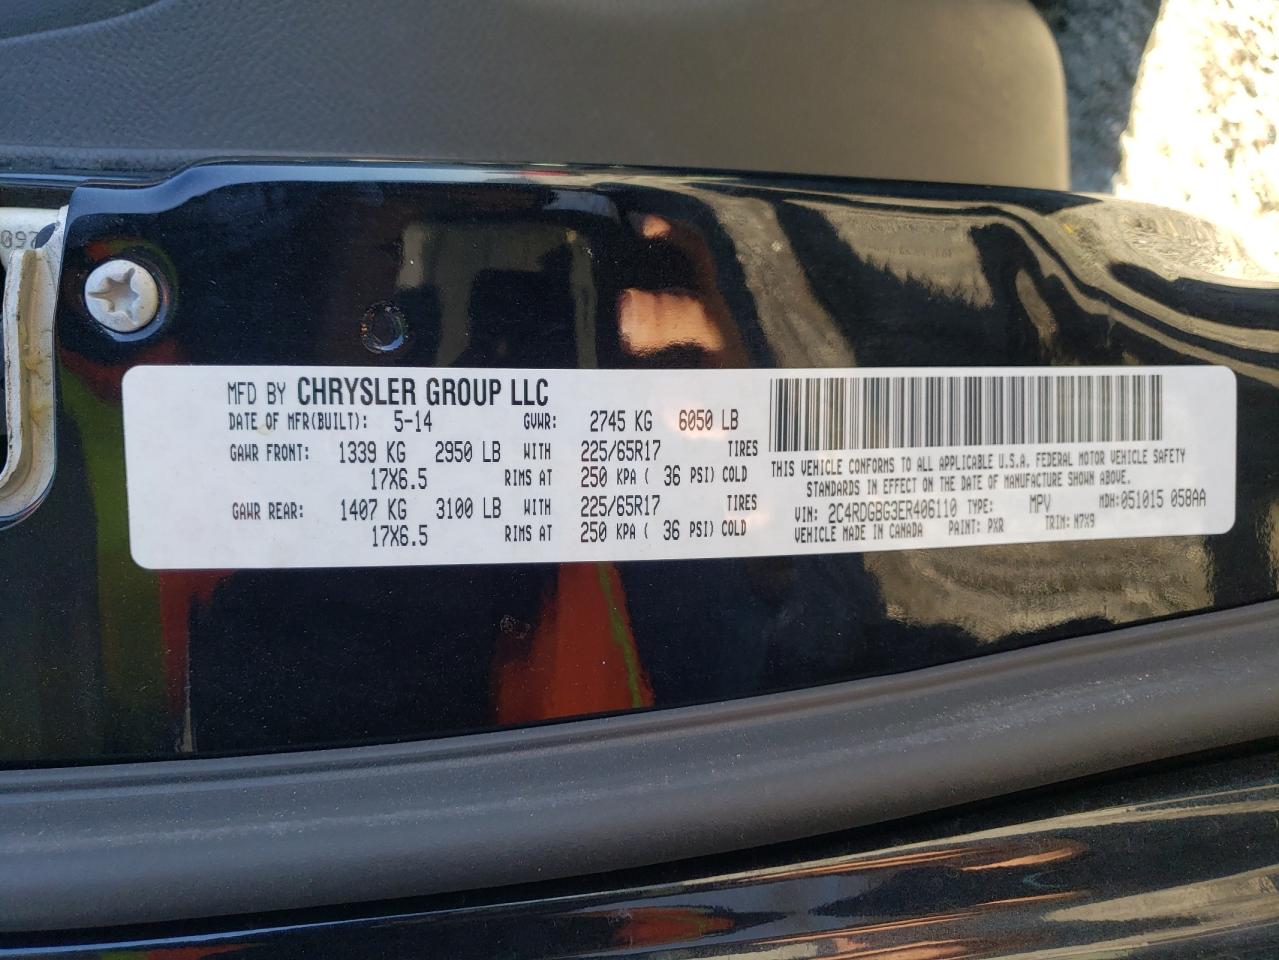 097
MFD BY CHRYSLER GROUP LLC
DATE OF MFR(BUILT): 5-14 GVWR: 2745 KG 6050 LB
GAWR FRONT: 1339 KG 2950 LB WITH 225/65R17 TIRES
17X6.5 RIMS AT 250 KPA ( 36 PSI) COLD
GAWR REAR: 1407 KG 3100 LB WITH 225/65R17 TIRES
17X6.5 RIMS AT 250 KPA ( 36 PSI) COLD
THIS VEHICLE CONFORMS TO ALL APPLICABLE U.S.A. FEDERAL MOTOR VEHICLE SAFETY
STANDARDS IN EFFECT ON THE DATE OF MANUFACTURE SHOWN ABOVE.
VIN: 2C4RDGBG3ER406110 TYPE: MPV MDH:051015 058AA
VEHICLE MADE IN CANADA PAINT: PXR TRIM: M7X9